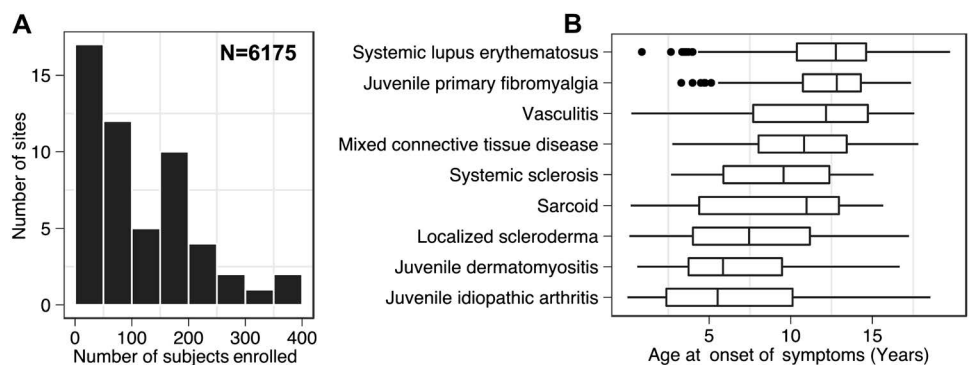 A
N=6175
Number of sites
15
10
5
0
0
100
200
300
400
Number of subjects enrolled
B
Systemic lupus erythematosus
Juvenile primary fibromyalgia
Vasculitis
Mixed connective tissue disease
Systemic sclerosis
Sarcoid
Localized scleroderma
Juvenile dermatomyositis
Juvenile idiopathic arthritis
5
10
15
Age at onset of symptoms (Years)